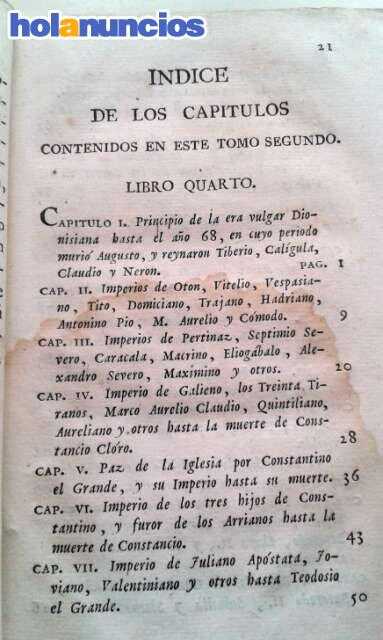 holanuncios
21
INDICE
DE LOS CAPITULOS
CONTENIDOS EN ESTE TOMO SEGUNDO.
LIBRO QUARTO.
CAPITULO I. Principio de la era vulgar Dio-
nisiana hasta el año 68, en cuyo periodo
murió Augusto, y reynaron Tiberio, Calígula,
Claudio y Neron. PAG. 1
CAP. II. Imperios de Oton, Vitelio, Vespasia-
no, Tito, Domiciano, Trajano, Hadriano,
Antonino Pio, M. Aurelio y Cómodo. 9
CAP. III. Imperios de Pertinaz, Septimio Se-
vero, Caracala, Macrino, Eliogábalo, Ale-
xandro Severo, Maximino y otros. 20
CAP. IV. Imperio de Galieno, los Treinta Ti-
ranos, Marco Aurelio Claudio, Quintiliano,
Aureliano y otros hasta la muerte de Cons-
tancio Clóro. 28
CAP. V. Paz de la Iglesia por Constantino
el Grande, y su Imperio hasta su muerte. 36
CAP. VI. Imperio de los tres hijos de Cons-
tantino, y furor de los Arrianos hasta la
muerte de Constancio. 43
CAP. VII. Imperio de Juliano Apóstata, Jo-
viano, Valentiniano y otros hasta Teodosio
el Grande. 50